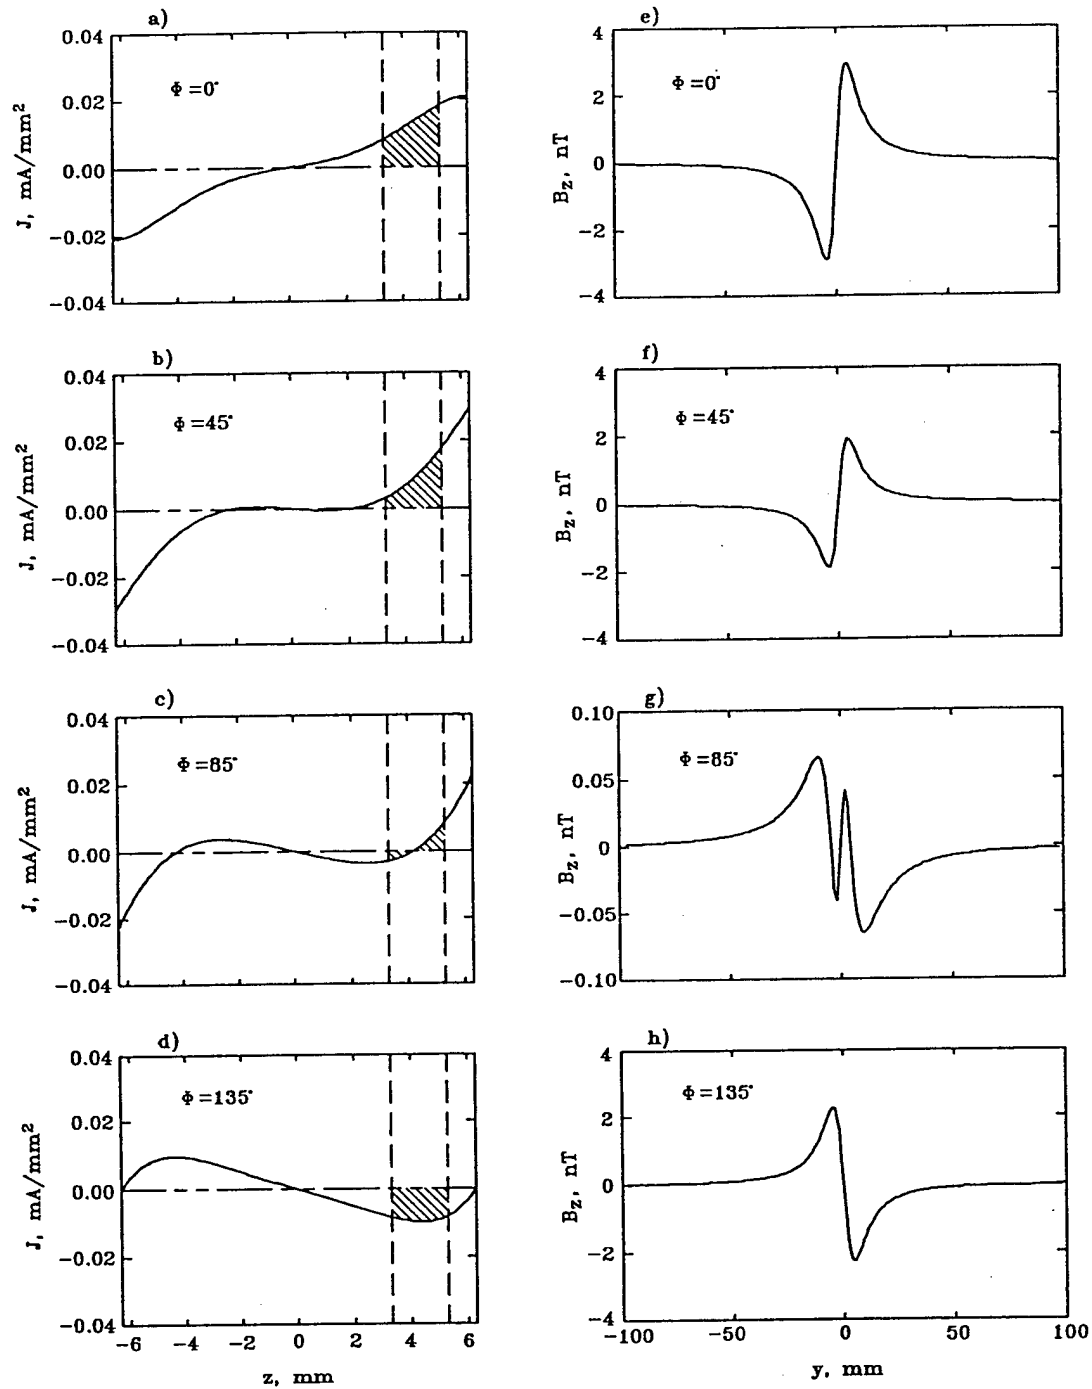 a)
0.04
0.02
0.00
−0.02
−0.04
J, mA/mm²
Φ=0°
e)
4
2
0
−2
−4
B_Z, nT
Φ=0°
b)
0.04
0.02
0.00
−0.02
−0.04
J, mA/mm²
Φ=45°
f)
4
2
0
−2
−4
B_Z, nT
Φ=45°
c)
0.04
0.02
0.00
−0.02
−0.04
J, mA/mm²
Φ=85°
g)
0.10
0.05
0
−0.05
−0.10
B_Z, nT
Φ=85°
d)
0.04
0.02
0.00
−0.02
−0.04
J, mA/mm²
Φ=135°
−6 −4 −2 0 2 4 6
z, mm
h)
4
2
0
−2
−4
B_Z, nT
Φ=135°
−100 −50 0 50 100
y, mm